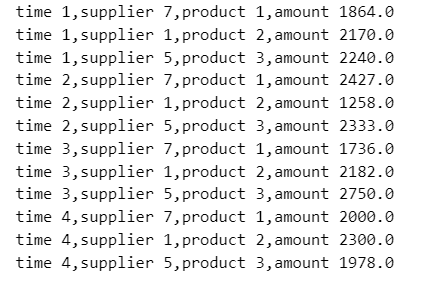 time 1,supplier 7,product 1,amount 1864.0
time 1,supplier 1,product 2,amount 2170.0
time 1,supplier 5,product 3,amount 2240.0
time 2,supplier 7,product 1,amount 2427.0
time 2,supplier 1,product 2,amount 1258.0
time 2,supplier 5,product 3,amount 2333.0
time 3,supplier 7,product 1,amount 1736.0
time 3,supplier 1,product 2,amount 2182.0
time 3,supplier 5,product 3,amount 2750.0
time 4,supplier 7,product 1,amount 2000.0
time 4,supplier 1,product 2,amount 2300.0
time 4,supplier 5,product 3,amount 1978.0